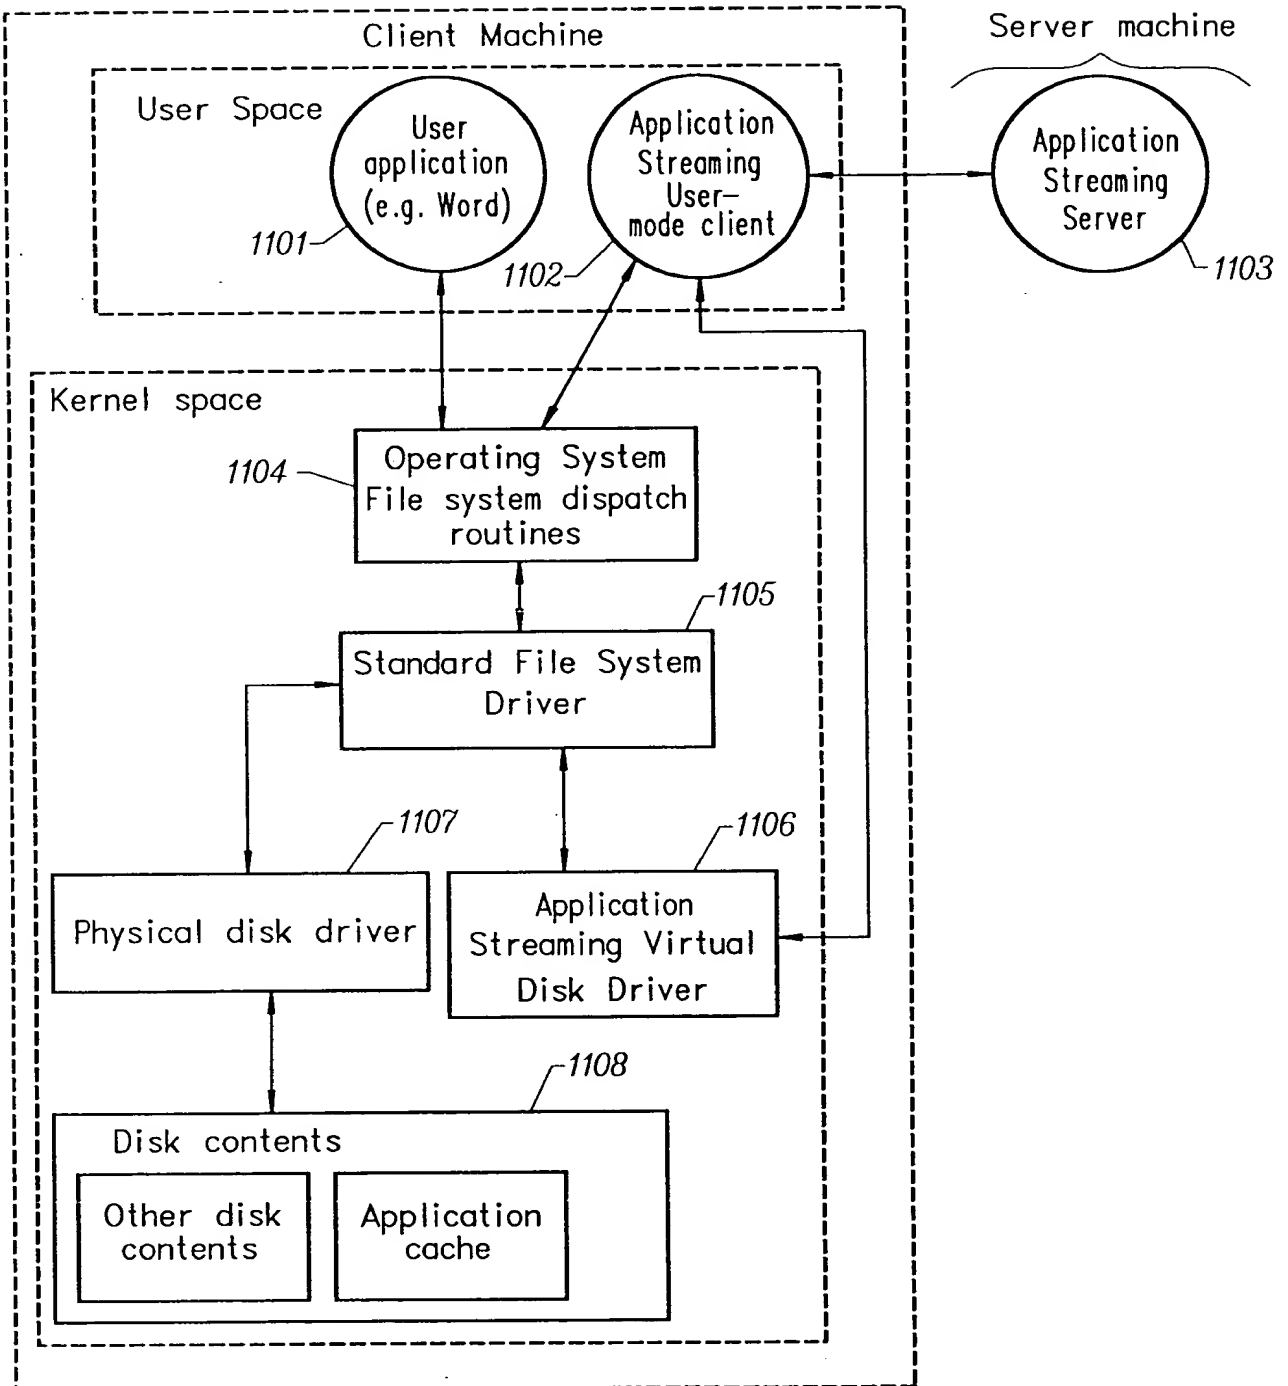 Client Machine
Server machine
User Space
User
application
(e.g. Word)
1101
Application
Streaming
User-
mode client
1102
Application
Streaming
Server
1103
Kernel space
1104
Operating System
File system dispatch
routines
1105
Standard File System
Driver
1107
Physical disk driver
1106
Application
Streaming Virtual
Disk Driver
1108
Disk contents
Other disk
contents
Application
cache